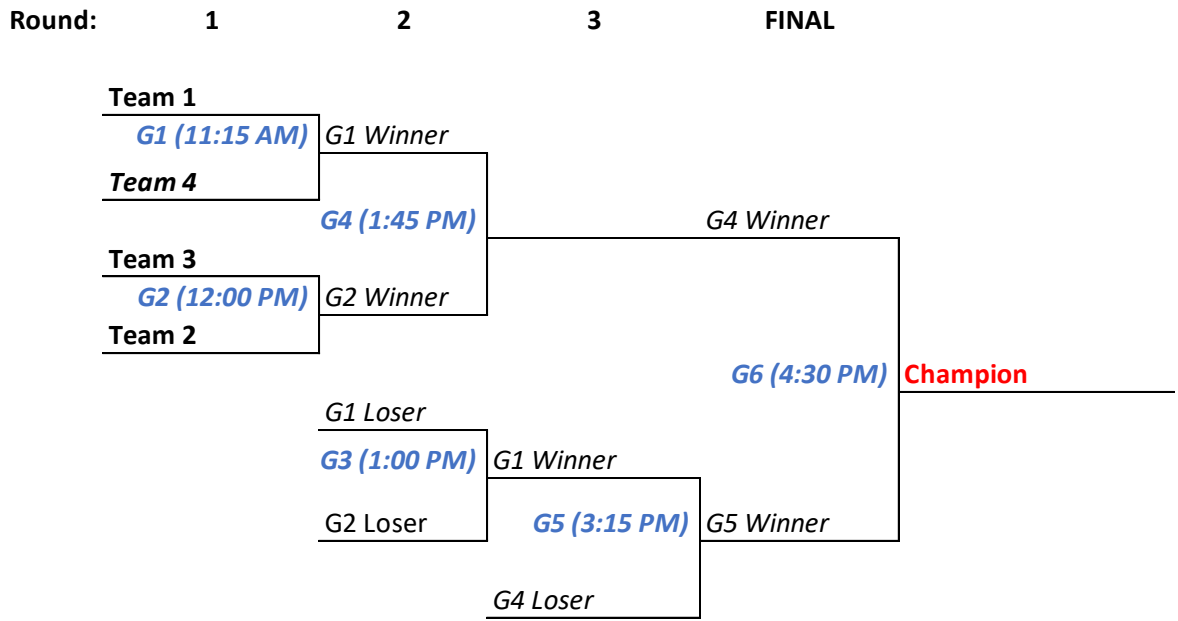 Round: 1 2 3 FINAL
Team 1
G1 (11:15 AM) G1 Winner
Team 4
G4 (1:45 PM) G4 Winner
Team 3
G2 (12:00 PM) G2 Winner
Team 2
G6 (4:30 PM) Champion
G1 Loser
G3 (1:00 PM) G1 Winner
G2 Loser G5 (3:15 PM) G5 Winner
G4 Loser